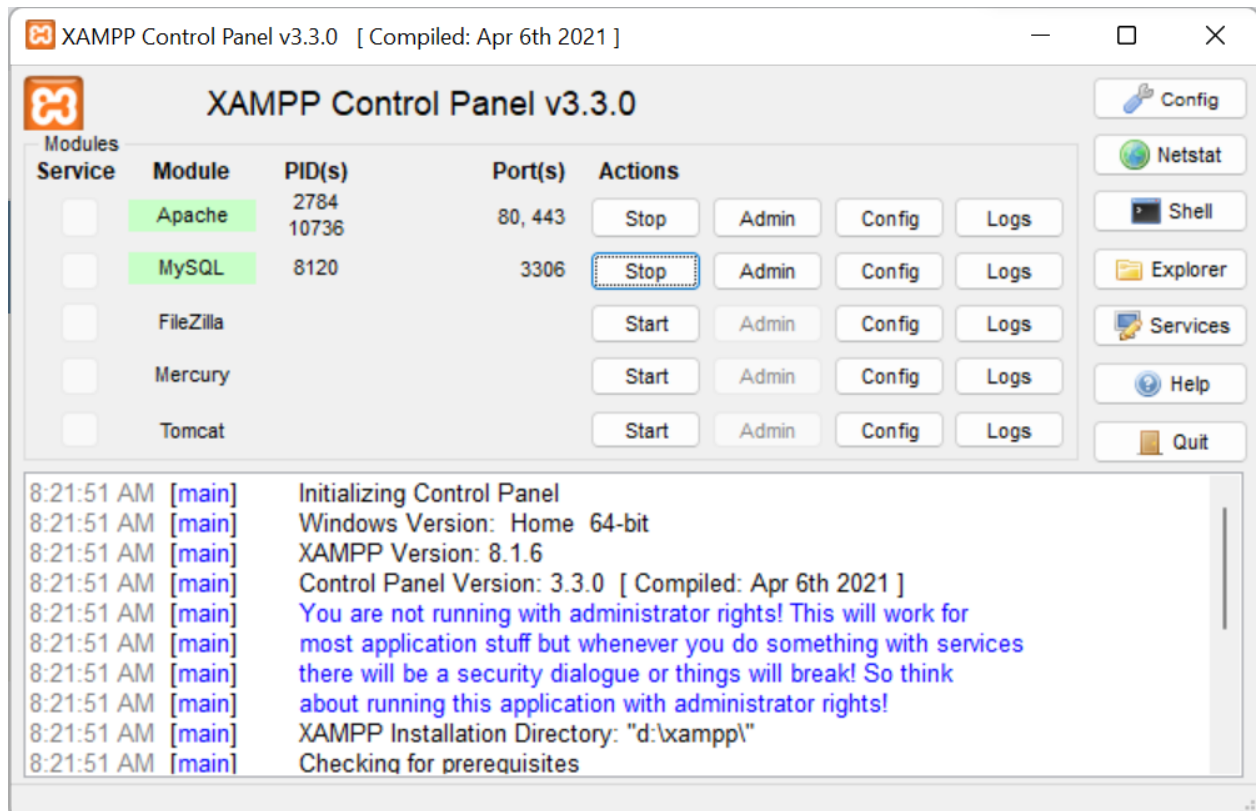 XAMPP Control Panel v3.3.0 [ Compiled: Apr 6th 2021 ]
XAMPP Control Panel v3.3.0
Config
Modules
Netstat
Service Module PID(s) Port(s) Actions
Apache 2784 10736 80, 443 Stop Admin Config Logs
Shell
MySQL 8120 3306 Stop Admin Config Logs
Explorer
FileZilla Start Admin Config Logs
Services
Mercury Start Admin Config Logs
Help
Tomcat Start Admin Config Logs
Quit
8:21:51 AM [main] Initializing Control Panel
8:21:51 AM [main] Windows Version: Home 64-bit
8:21:51 AM [main] XAMPP Version: 8.1.6
8:21:51 AM [main] Control Panel Version: 3.3.0 [ Compiled: Apr 6th 2021 ]
8:21:51 AM [main] You are not running with administrator rights! This will work for
8:21:51 AM [main] most application stuff but whenever you do something with services
8:21:51 AM [main] there will be a security dialogue or things will break! So think
8:21:51 AM [main] about running this application with administrator rights!
8:21:51 AM [main] XAMPP Installation Directory: "d:\xampp\"
8:21:51 AM [main] Checking for prerequisites